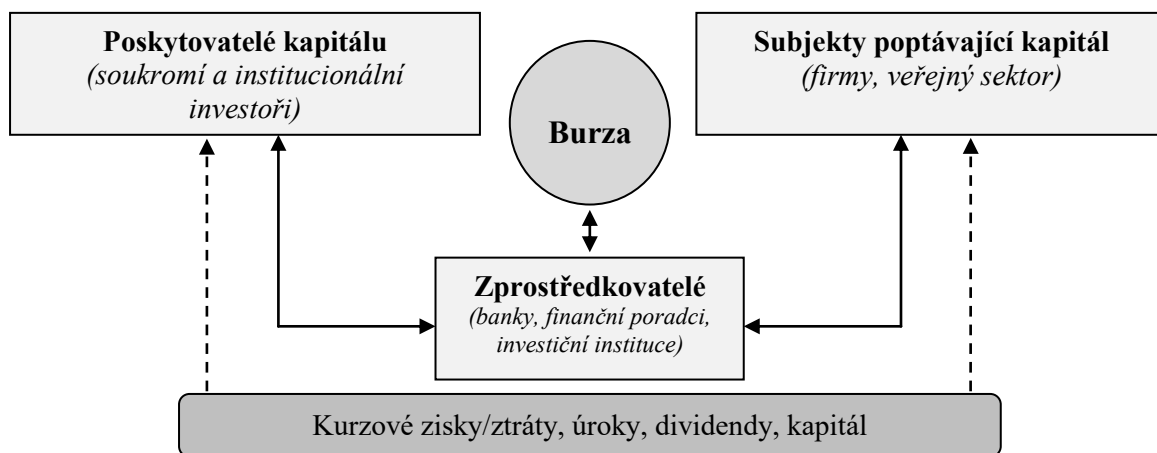 Poskytovatelé kapitálu
(soukromí a institucionální
investoři)
Burza
Subjekty poptávající kapitál
(firmy, veřejný sektor)
Zprostředkovatelé
(banky, finanční poradci,
investiční instituce)
Kurzové zisky/ztráty, úroky, dividendy, kapitál